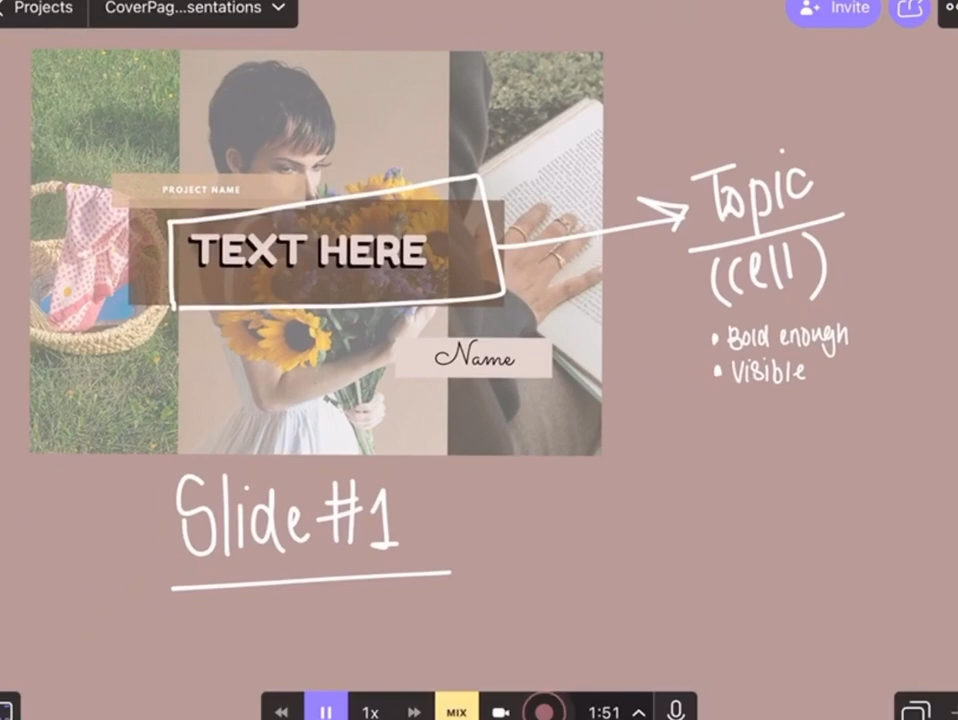 Projects
CoverPag...sentations
Invite
PROJECT NAME
TEXT HERE
Name
Topic
(cell)
• Bold enough
• Visible
Slide #1
1x
MIX
1:51